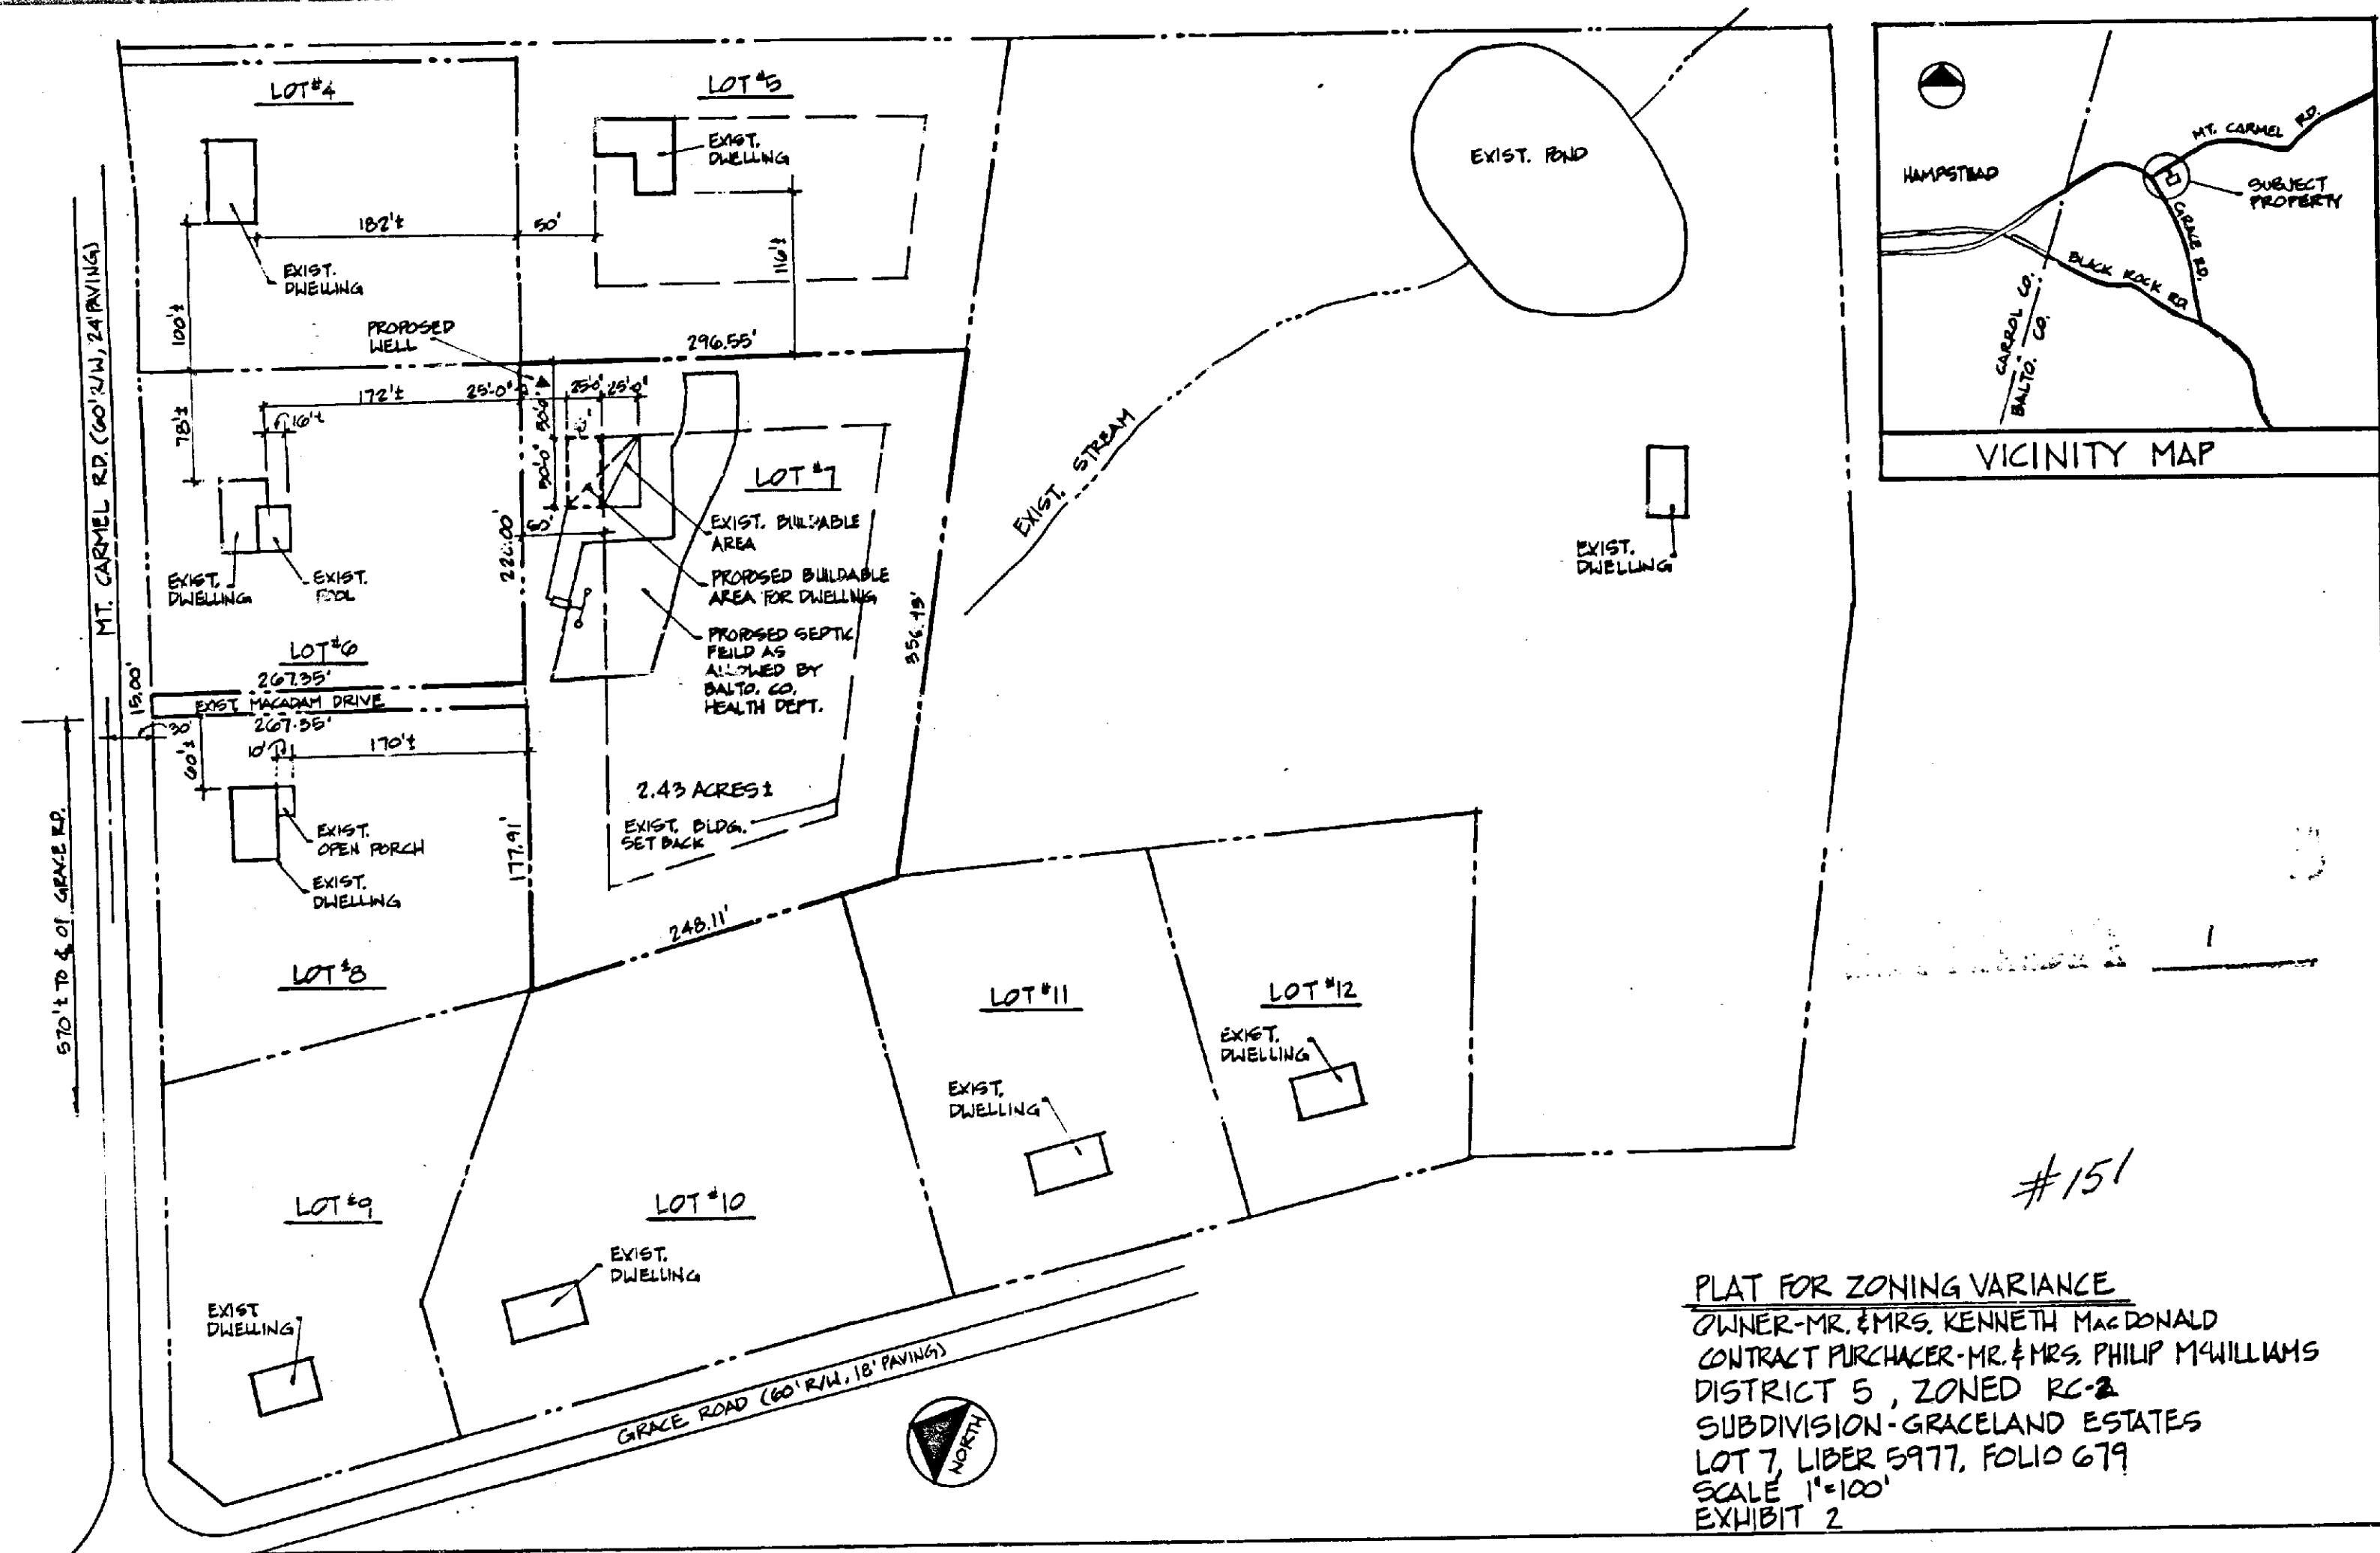 LOT #4
LOT #5
EXIST.
DWELLING
EXIST. POND
182'±
50'
116'±
EXIST.
DWELLING
100'±
PROPOSED
WELL
296.55'
MT. CARMEL RD. (60' R/W, 24' PAVING)
172'±
25'-0"
25'-0"
25'-0"
16'±
78'±
50'-0"
50'-0"
LOT #7
EXIST. STREAM
EXIST. BUILDABLE
AREA
EXIST.
DWELLING
EXIST.
POOL
PROPOSED BUILDABLE
AREA FOR DWELLING
EXIST.
DWELLING
PROPOSED SEPTIC
FEILD AS
ALLOWED BY
BALTO. CO.
HEALTH DEPT.
LOT #6
267.35'
EXIST. MACADAM DRIVE
267.35'
15.00'
30'
60'±
10'±
170'±
356.43'
2.43 ACRES ±
EXIST. BLDG.
SET BACK
EXIST.
OPEN PORCH
EXIST.
DWELLING
177.91'
248.11'
570'± TO ℄ OF GRACE RD.
LOT #8
LOT #11
LOT #12
EXIST.
DWELLING
EXIST.
DWELLING
LOT #9
LOT #10
EXIST.
DWELLING
EXIST
DWELLING
GRACE ROAD (60' R/W, 18' PAVING)
NORTH
HAMPSTEAD
MT. CARMEL RD.
SUBJECT
PROPERTY
GRACE RD.
BLACK ROCK RD.
CARROL CO.
BALTO. CO.
VICINITY MAP
1
#151
PLAT FOR ZONING VARIANCE
OWNER-MR. & MRS. KENNETH MACDONALD
CONTRACT PURCHACER-MR. & MRS. PHILIP McWILLIAMS
DISTRICT 5, ZONED RC-2
SUBDIVISION-GRACELAND ESTATES
LOT 7, LIBER 5977, FOLIO 679
SCALE 1"=100'
EXHIBIT 2